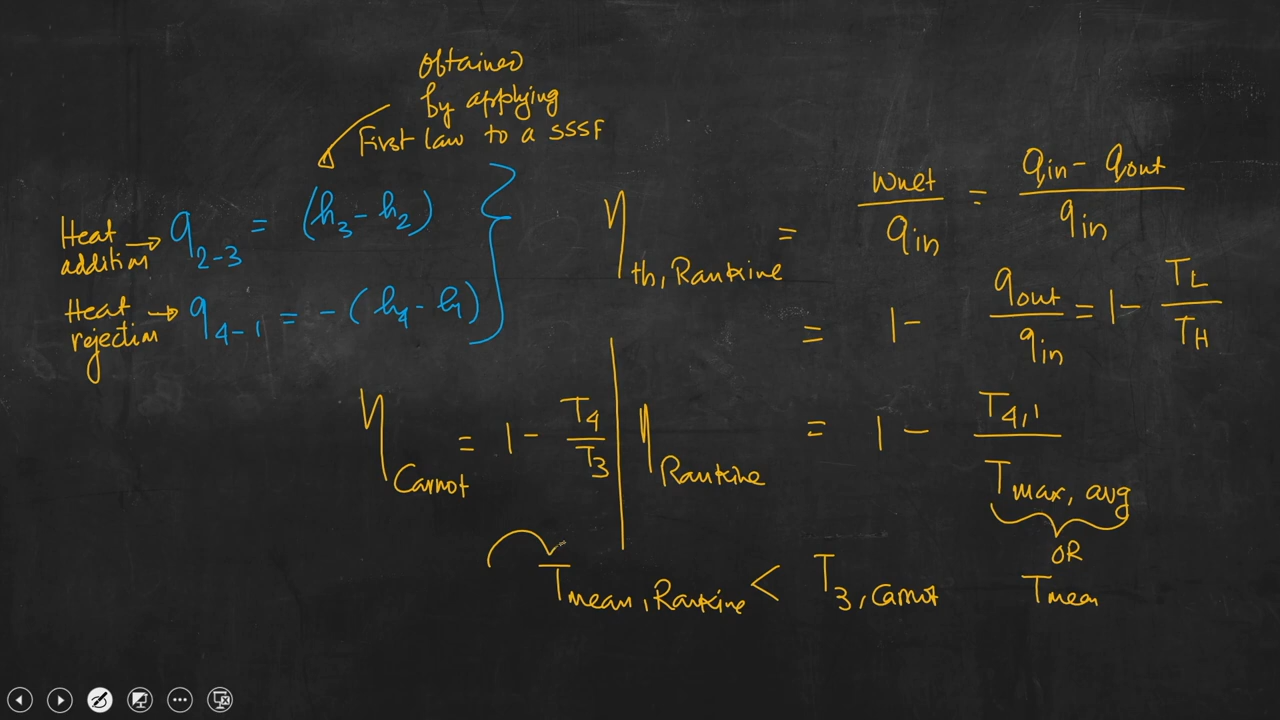 Obtained
by applying
First law to a SSSF
Heat addition → q2-3 = (h3 - h2)
Heat rejection → q4-1 = -(h4 - h1)
ηth, Rankine = wnet/qin = (qin - qout)/qin
= 1 - qout/qin = 1 - TL/TH
ηCarnot = 1 - T4/T3
ηRankine = 1 - T4,1/Tmax, avg
OR
Tmean
Tmean, Rankine < T3, Carnot